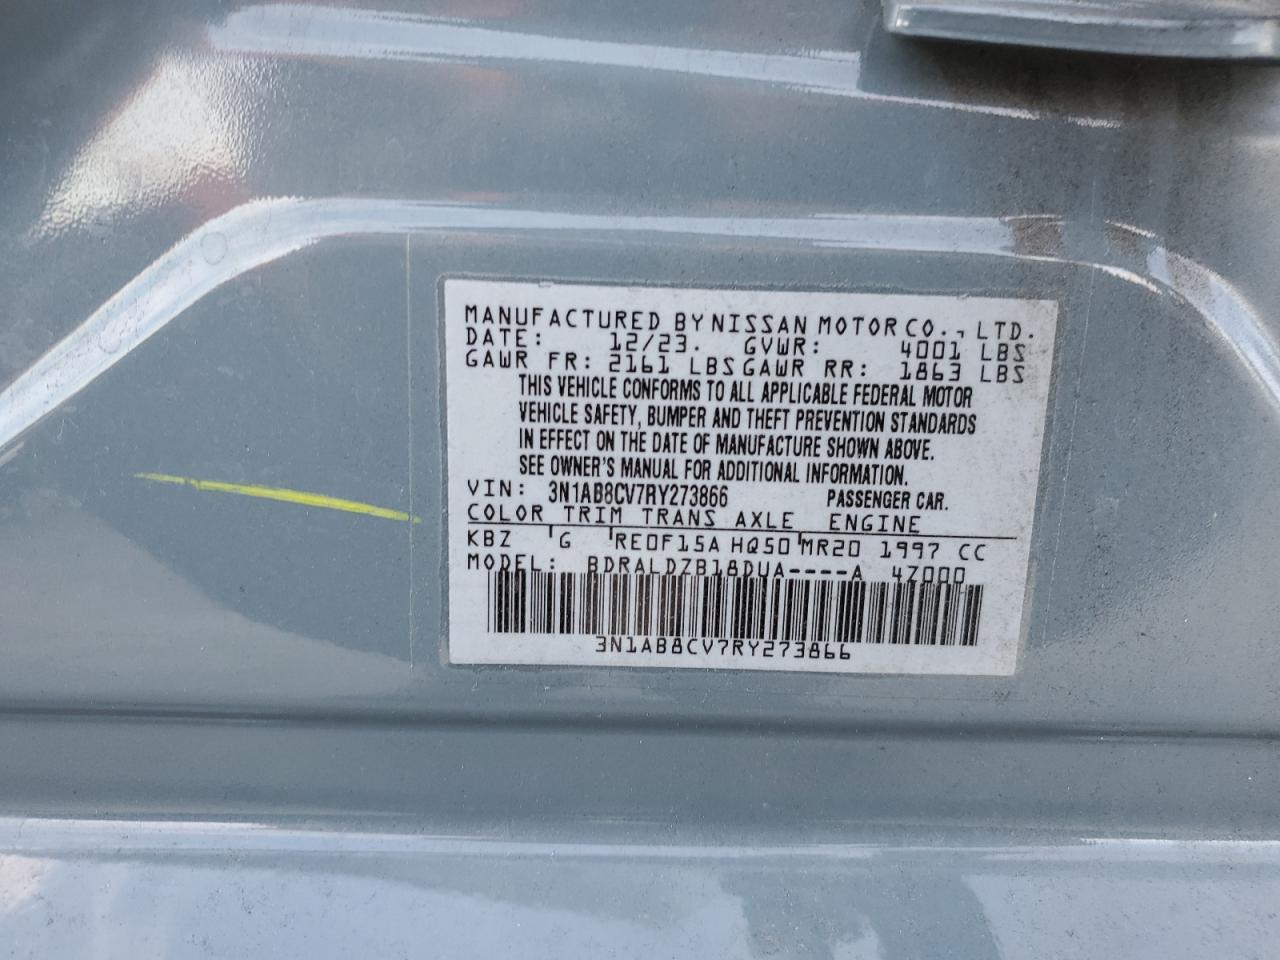 MANUFACTURED BY NISSAN MOTOR CO., LTD.
DATE: 12/23. GVWR: 4001 LBS
GAWR FR: 2161 LBS GAWR RR: 1863 LBS
THIS VEHICLE CONFORMS TO ALL APPLICABLE FEDERAL MOTOR
VEHICLE SAFETY, BUMPER AND THEFT PREVENTION STANDARDS
IN EFFECT ON THE DATE OF MANUFACTURE SHOWN ABOVE.
SEE OWNER'S MANUAL FOR ADDITIONAL INFORMATION.
VIN: 3N1AB8CV7RY273866 PASSENGER CAR.
COLOR TRIM TRANS AXLE ENGINE
KBZ G RE0F15A HQ50 MR20 1997 CC
MODEL: BDRALDZB18DUA-----A 4Z000
3N1AB8CV7RY273866